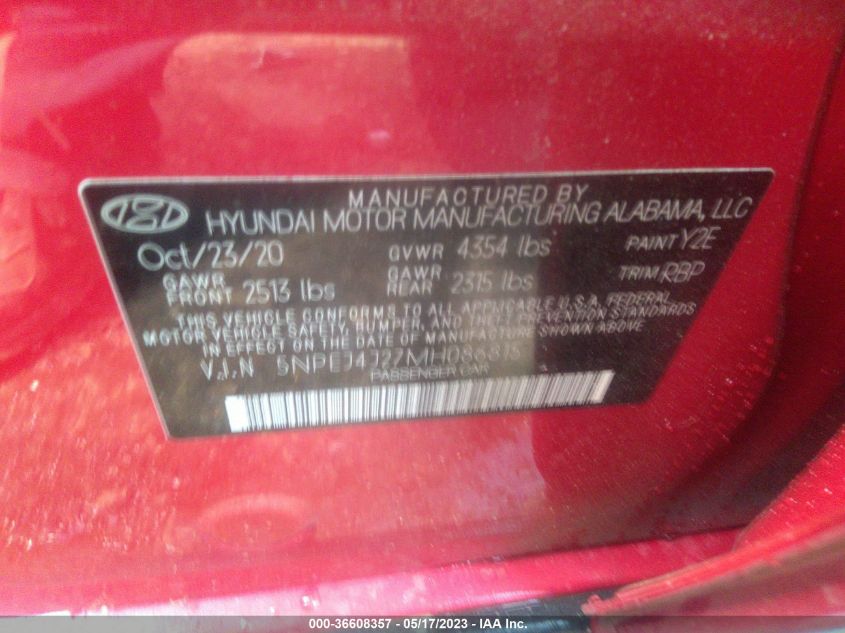 MANUFACTURED BY
HYUNDAI MOTOR MANUFACTURING ALABAMA, LLC
Oct/23/20 GVWR 4354 lbs PAINT Y2E
GAWR FRONT 2513 lbs GAWR REAR 2315 lbs TRIM RBP
THIS VEHICLE CONFORMS TO ALL APPLICABLE U.S.A. FEDERAL
MOTOR VEHICLE SAFETY, BUMPER, AND THEFT PREVENTION STANDARDS
IN EFFECT ON THE DATE OF MANUFACTURE SHOWN ABOVE
V.I.N
PASSENGER CAR
000-36608357 - 05/17/2023 - IAA Inc.